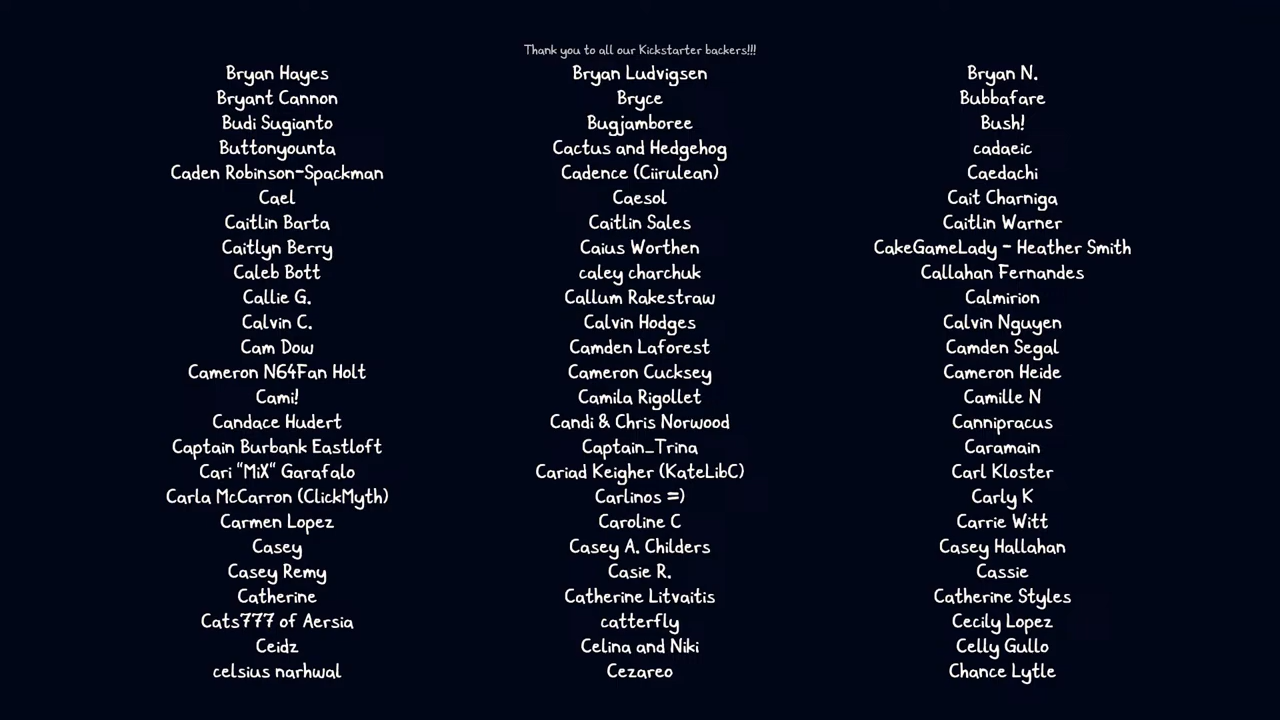 Thank you to all our Kickstarter backers!!!
Bryan Hayes Bryan Ludvigsen Bryan N.
Bryant Cannon Bryce Bubbafare
Budi Sugianto Bugjamboree Bush!
Buttonyounta Cactus and Hedgehog cadaeic
Caden Robinson-Spackman Cadence (Ciirulean) Caedachi
Cael Caesol Cait Charniga
Caitlin Barta Caitlin Sales Caitlin Warner
Caitlyn Berry Caius Worthen CakeGameLady - Heather Smith
Caleb Bott caley charchuk Callahan Fernandes
Callie G. Callum Rakestraw Calmirion
Calvin C. Calvin Hodges Calvin Nguyen
Cam Dow Camden Laforest Camden Segal
Cameron N64Fan Holt Cameron Cucksey Cameron Heide
Cami! Camila Rigollet Camille N
Candace Hudert Candi & Chris Norwood Cannipracus
Captain Burbank Eastloft Captain_Trina Caramain
Cari "MiX" Garafalo Cariad Keigher (KateLibC) Carl Kloster
Carla McCarron (ClickMyth) Carlinos =) Carly K
Carmen Lopez Caroline C Carrie Witt
Casey Casey A. Childers Casey Hallahan
Casey Remy Casie R. Cassie
Catherine Catherine Litvaitis Catherine Styles
Cats777 of Aersia catterfly Cecily Lopez
Ceidz Celina and Niki Celly Gullo
celsius narhwal Cezareo Chance Lytle